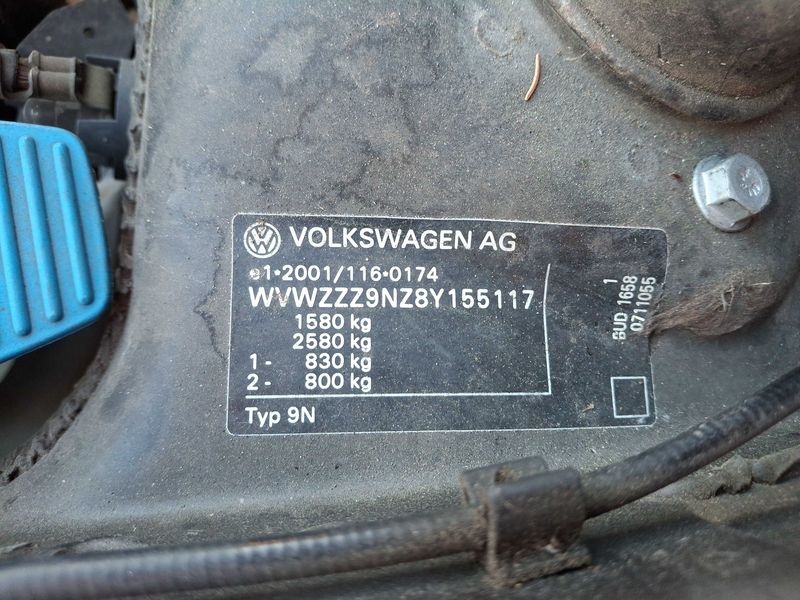 VOLKSWAGEN AG
e1*2001/116*0174
WVWZZZ9NZ8Y155117
1580 kg
2580 kg
1- 830 kg
2- 800 kg
Typ 9N
1
BUD 1658
0711055